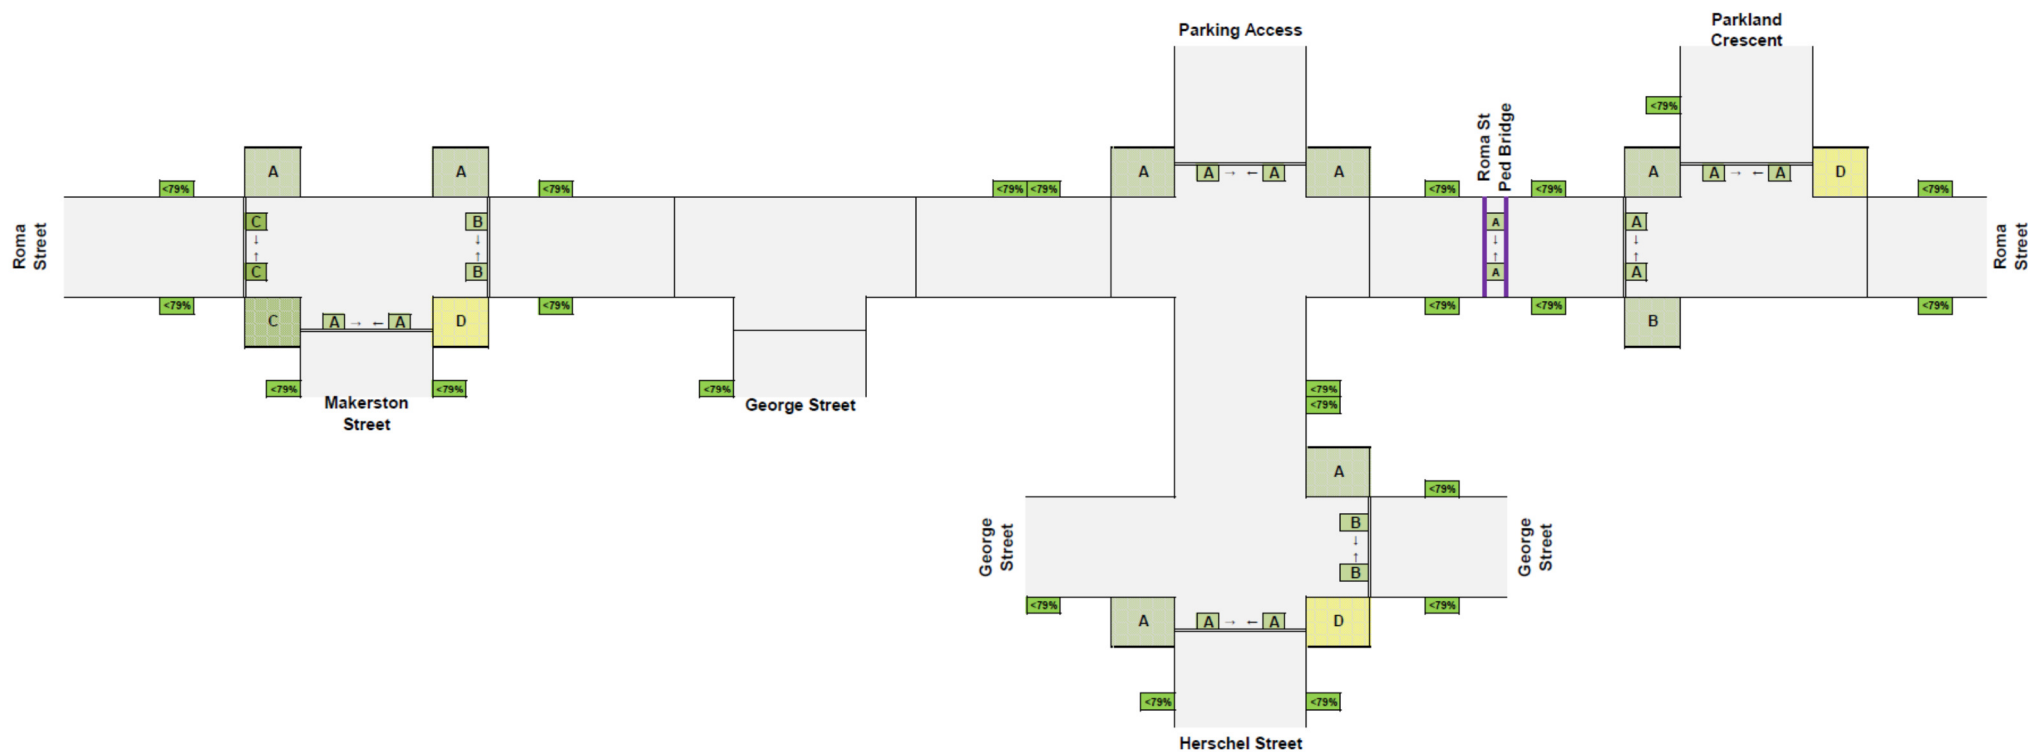 Parking Access
Parkland
Crescent
<79%
Roma St
Ped Bridge
A
A
A
A
A → ← A
A
A → ← A
D
<79%
<79%
<79% <79%
<79%
<79%
<79%
Roma
Street
C
↓
↑
C
B
↓
↑
B
A
↓
↑
A
A
↓
↑
A
Roma
Street
<79%
<79%
<79%
<79%
<79%
C
A → ← A
D
B
<79%
<79%
<79%
<79%
<79%
Makerston
Street
George Street
A
<79%
George
Street
B
↓
↑
B
George
Street
<79%
<79%
A
A → ← A
D
<79%
<79%
Herschel Street